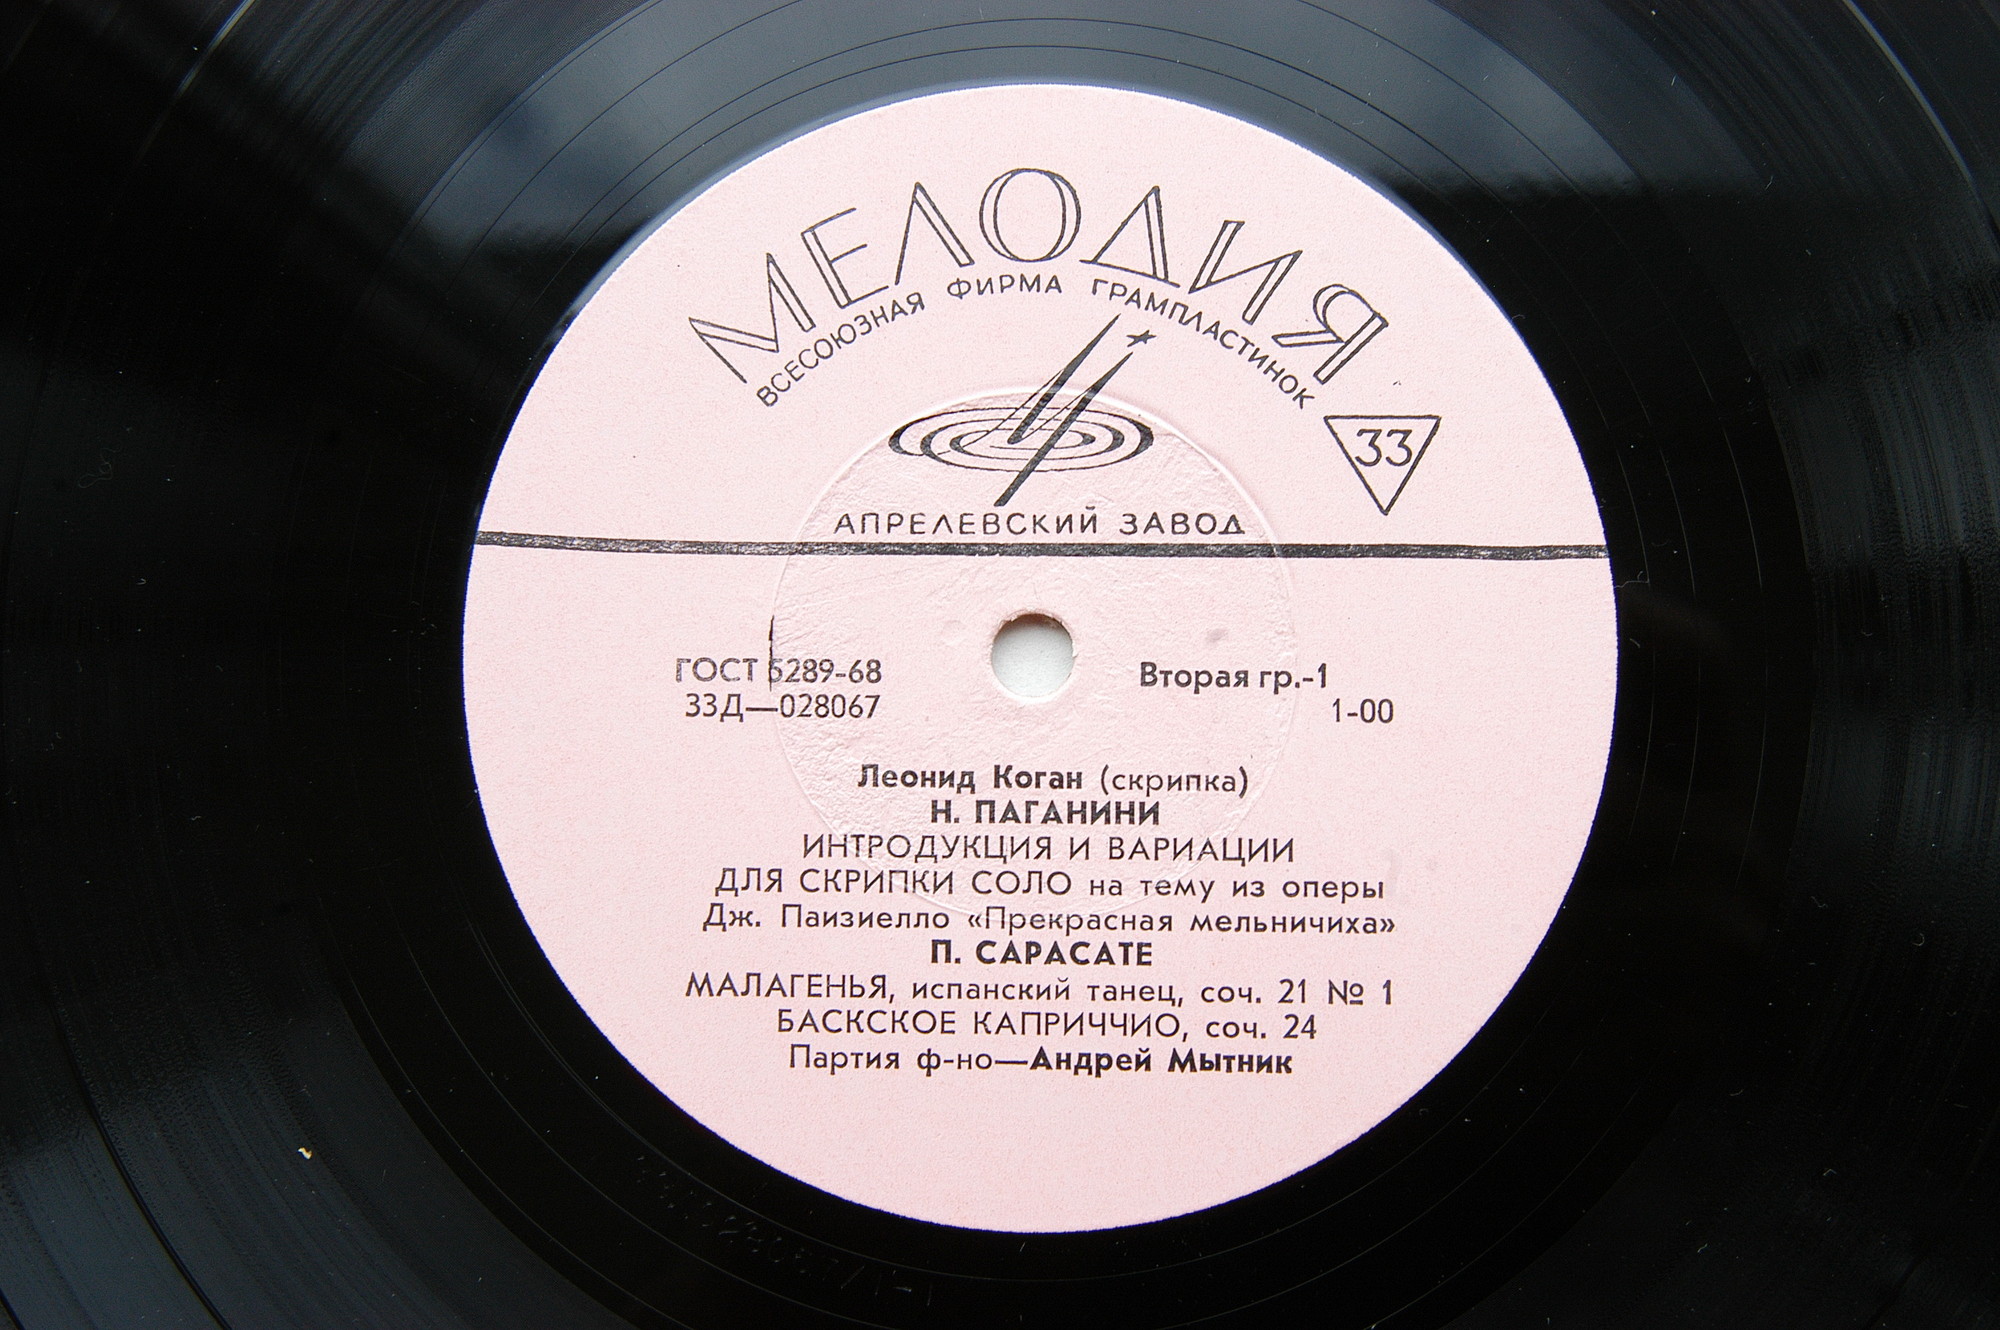 МЕЛОДИЯ
ВСЕСОЮЗНАЯ ФИРМА ГРАМПЛАСТИНОК
33
АПРЕЛЕВСКИЙ ЗАВОД
ГОСТ 5289-68
Вторая гр.-1
33Д—028067
1-00
Леонид Коган (скрипка)
Н. ПАГАНИНИ
ИНТРОДУКЦИЯ И ВАРИАЦИИ
ДЛЯ СКРИПКИ СОЛО на тему из оперы
Дж. Паизиелло «Прекрасная мельничиха»
П. САРАСАТЕ
МАЛАГЕНЬЯ, испанский танец, соч. 21 № 1
БАСКСКОЕ КАПРИЧЧИО, соч. 24
Партия ф-но—Андрей Мытник